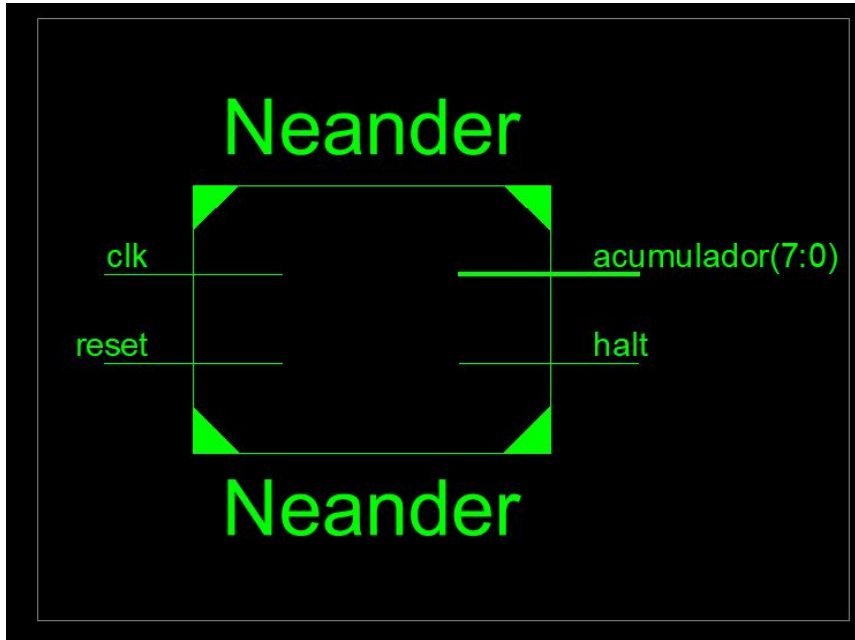 Neander
clk
acumulador(7:0)
reset
halt
Neander